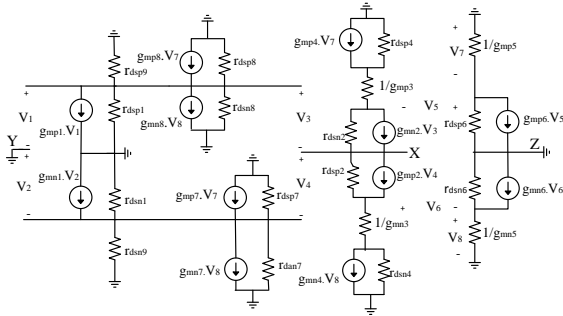 gmp8.V7
rdsp8
rdsp9
gmp4.V7
rdsp4
1/gmp5
V7
1/gmp3
+
+
-
-
+
V1
gmp1.V1
rdsp1
gmn8.V8
rdsn8
V3
V5
rdsn2
gmn2.V3
rdsp6
gmp6.V5
Y
-
+
gmn1.V2
-
+
X
Z
V2
V4
rdsp2
gmp2.V4
rdsn6
gmn6.V6
rdsn1
gmp7.V7
rdsp7
+
V6
-
-
-
1/gmn3
+
V8
1/gmn5
rdsn9
gmn7.V8
rdan7
gmn4.V8
rdsn4
-